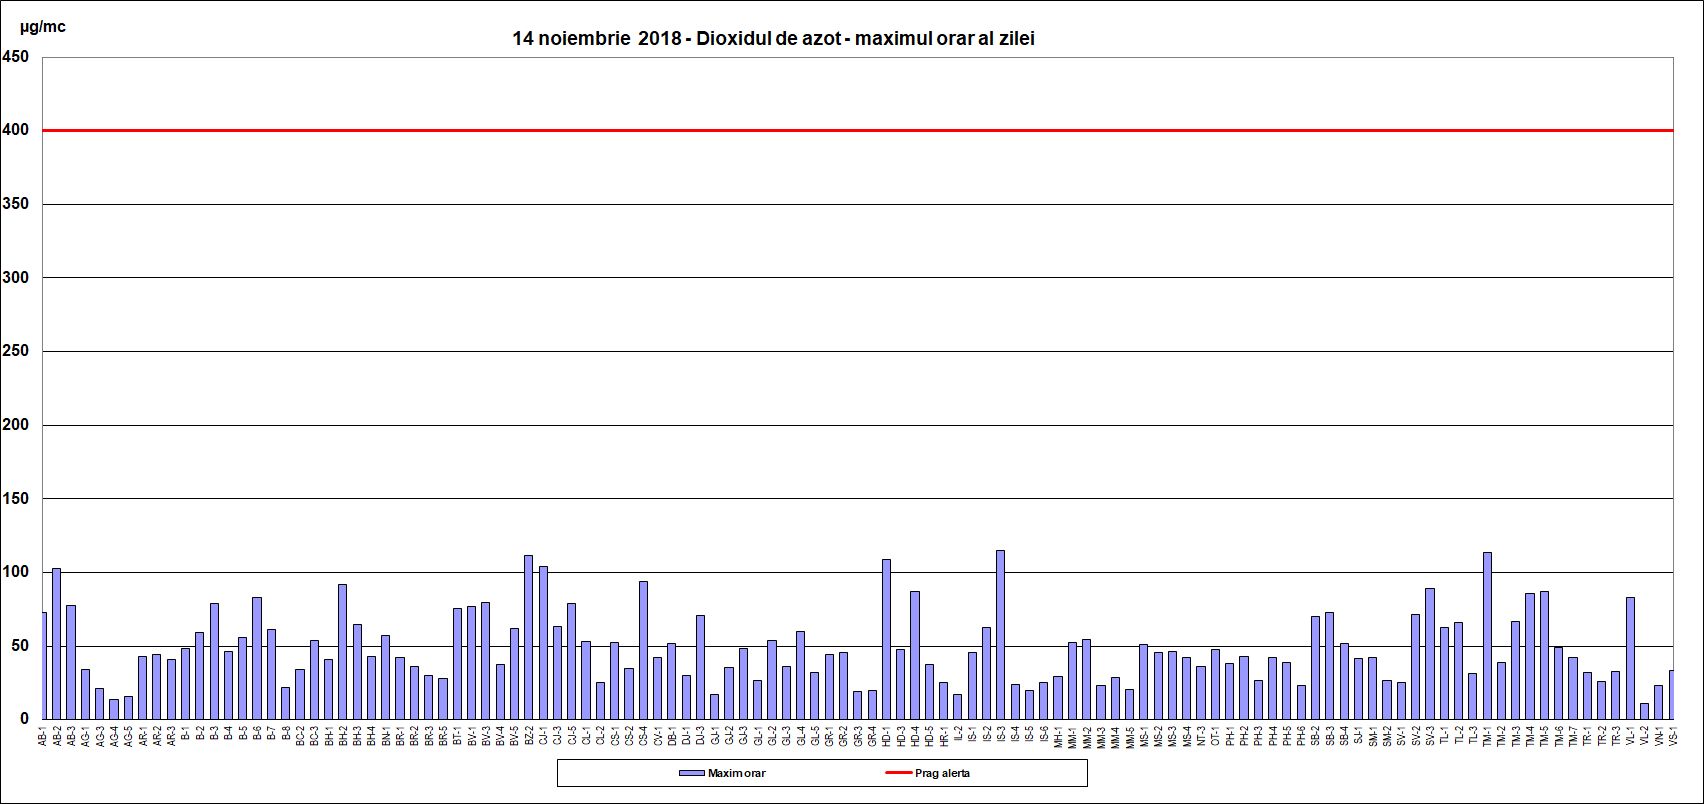 µg/mc
14 noiembrie 2018 - Dioxidul de azot - maximul orar al zilei
450
400
350
300
250
200
150
100
50
0
AB-1 AB-2 AB-3 AG-1 AG-3 AG-4 AG-5 AR-1 AR-2 AR-3 B-1 B-2 B-3 B-4 B-5 B-6 B-7 B-8 BC-2 BC-3 BH-1 BH-2 BH-3 BH-4 BN-1 BR-1 BR-2 BR-3 BR-5 BT-1 BV-1 BV-3 BV-4 BV-5 BZ-2 CJ-1 CJ-3 CJ-5 CL-1 CL-2 CS-1 CS-2 CS-4 CV-1 DB-1 DJ-1 DJ-3 GJ-1 GJ-2 GJ-3 GL-1 GL-2 GL-3 GL-4 GL-5 GR-1 GR-2 GR-3 GR-4 HD-1 HD-3 HD-4 HD-5 HR-1 IL-2 IS-1 IS-2 IS-3 IS-4 IS-5 IS-6 MH-1 MM-1 MM-2 MM-3 MM-4 MM-5 MS-1 MS-2 MS-3 MS-4 NT-3 OT-1 PH-1 PH-2 PH-3 PH-4 PH-5 PH-6 SB-2 SB-3 SB-4 SJ-1 SM-1 SM-2 SV-1 SV-2 SV-3 TL-1 TL-2 TL-3 TM-1 TM-2 TM-3 TM-4 TM-5 TM-6 TM-7 TR-1 TR-2 TR-3 VL-1 VL-2 VN-1 VS-1
Maxim orar Prag alerta